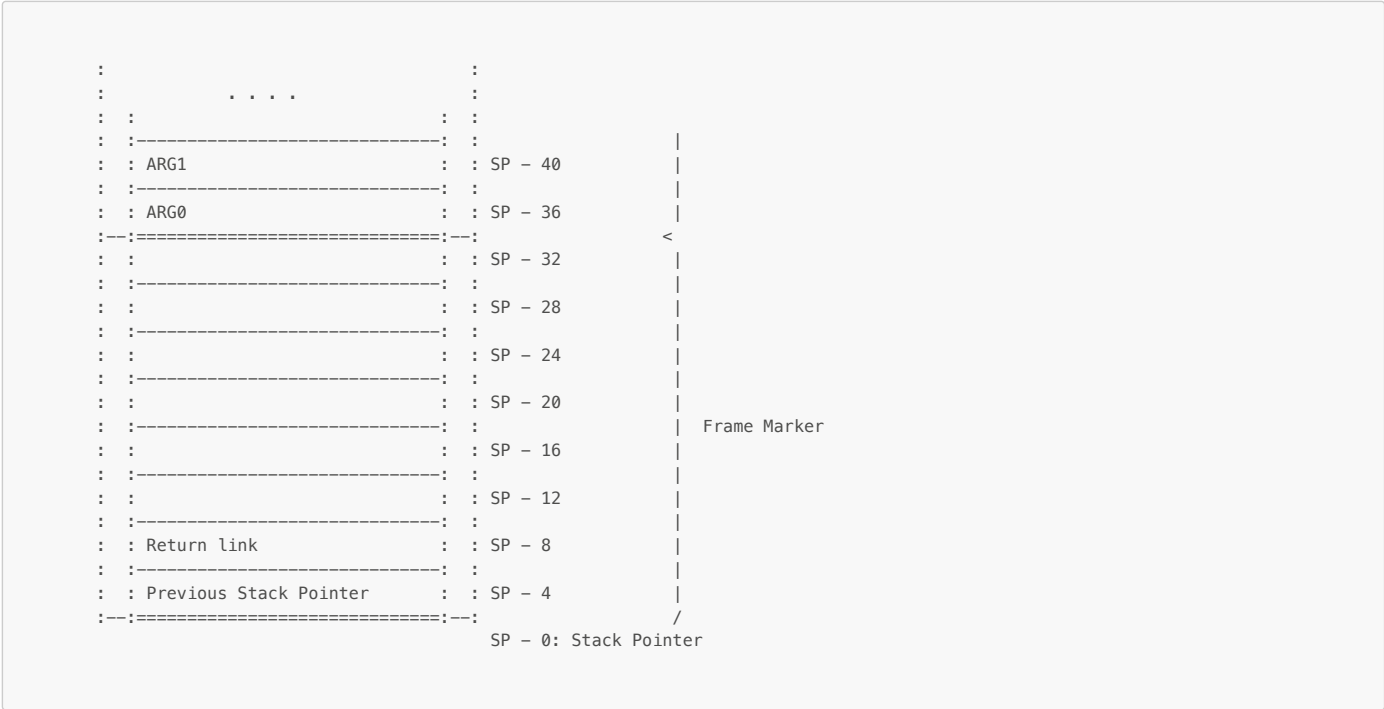 :                                    :
:            . . . .                 :
:  :                              :  :
:  :------------------------------:  :                   |
:  : ARG1                         :  : SP - 40           |
:  :------------------------------:  :                   |
:  : ARG0                         :  : SP - 36           |
:--:==============================:--:                  <
:  :                              :  : SP - 32           |
:  :------------------------------:  :                   |
:  :                              :  : SP - 28           |
:  :------------------------------:  :                   |
:  :                              :  : SP - 24           |
:  :------------------------------:  :                   |
:  :                              :  : SP - 20           |
:  :------------------------------:  :                   |  Frame Marker
:  :                              :  : SP - 16           |
:  :------------------------------:  :                   |
:  :                              :  : SP - 12           |
:  :------------------------------:  :                   |
:  : Return link                  :  : SP - 8            |
:  :------------------------------:  :                   |
:  : Previous Stack Pointer       :  : SP - 4            |
:--:==============================:--:                   /
                                      SP - 0: Stack Pointer